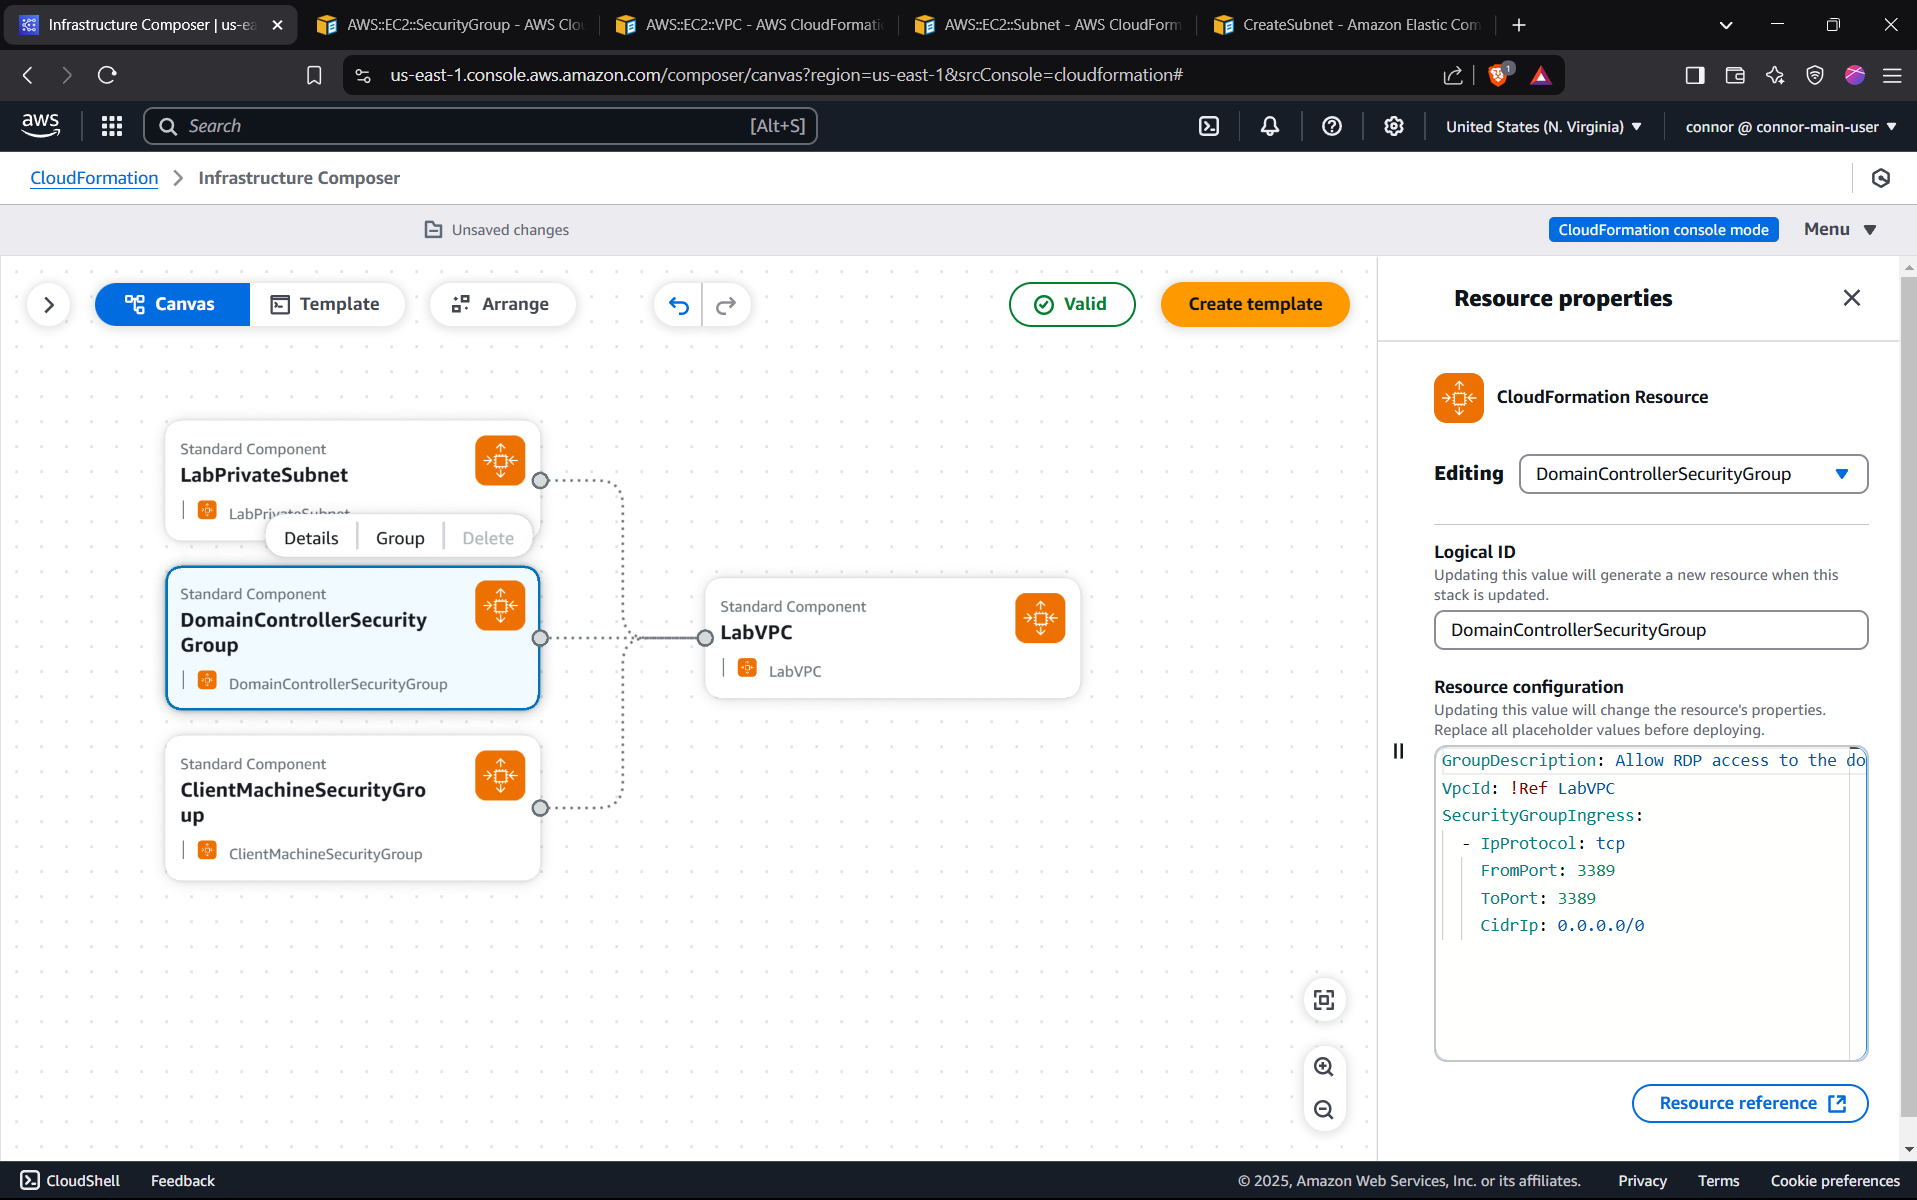 Infrastructure Composer | us-ea
AWS::EC2::SecurityGroup - AWS Clou
AWS::EC2::VPC - AWS CloudFormati
AWS::EC2::Subnet - AWS CloudForm
CreateSubnet - Amazon Elastic Com
us-east-1.console.aws.amazon.com/composer/canvas?region=us-east-1&srcConsole=cloudformation#
1
aws
Search
[Alt+S]
United States (N. Virginia)
connor @ connor-main-user
CloudFormation
Infrastructure Composer
Unsaved changes
CloudFormation console mode
Menu
Canvas
Template
Arrange
Valid
Create template
Resource properties
CloudFormation Resource
Editing
DomainControllerSecurityGroup
Logical ID
Updating this value will generate a new resource when this
stack is updated.
DomainControllerSecurityGroup
Resource configuration
Updating this value will change the resource's properties.
Replace all placeholder values before deploying.
GroupDescription: Allow RDP access to the do
VpcId: !Ref LabVPC
SecurityGroupIngress:
- IpProtocol: tcp
FromPort: 3389
ToPort: 3389
CidrIp: 0.0.0.0/0
Resource reference
Standard Component
LabPrivateSubnet
LabPrivateSubnet
Details
Group
Delete
Standard Component
DomainControllerSecurity
Group
DomainControllerSecurityGroup
Standard Component
ClientMachineSecurityGro
up
ClientMachineSecurityGroup
Standard Component
LabVPC
LabVPC
CloudShell
Feedback
© 2025, Amazon Web Services, Inc. or its affiliates.
Privacy
Terms
Cookie preferences